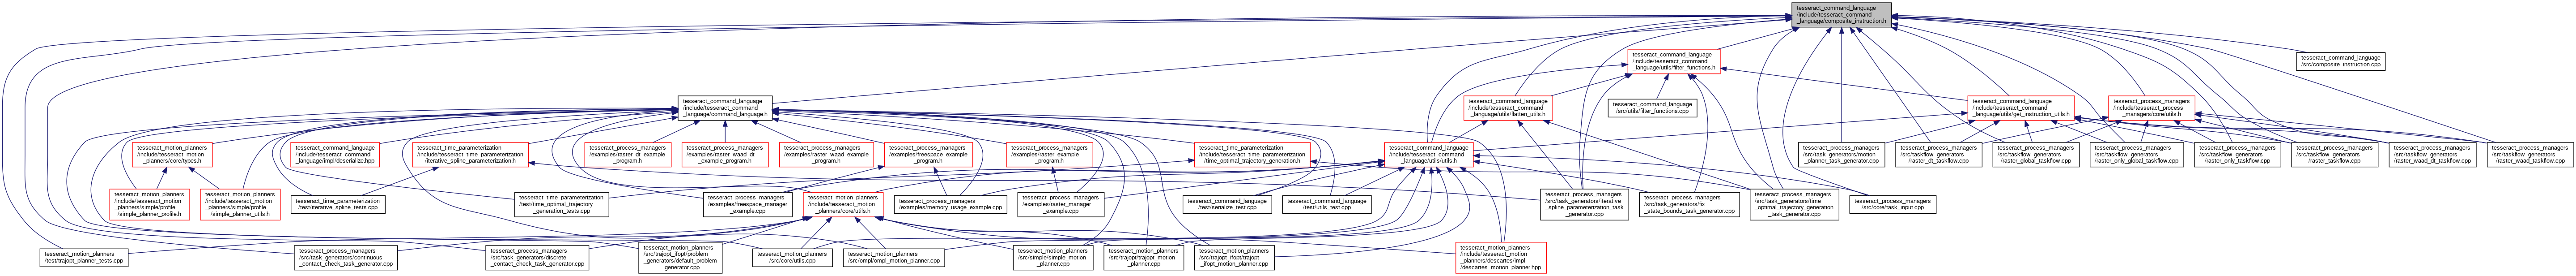 tesseract_command_language
/include/tesseract_command
_language/composite_instruction.h
tesseract_command_language
/include/tesseract_command
_language/utils/filter_functions.h
tesseract_command_language
/src/composite_instruction.cpp
tesseract_command_language
/include/tesseract_command
_language/command_language.h
tesseract_command_language
/include/tesseract_command
_language/utils/flatten_utils.h
tesseract_command_language
/src/utils/filter_functions.cpp
tesseract_command_language
/include/tesseract_command
_language/utils/get_instruction_utils.h
tesseract_process_managers
/include/tesseract_process
_managers/core/utils.h
tesseract_motion_planners
/include/tesseract_motion
_planners/core/types.h
tesseract_command_language
/include/tesseract_command
_language/impl/deserialize.hpp
tesseract_time_parameterization
/include/tesseract_time_parameterization
/iterative_spline_parameterization.h
tesseract_process_managers
/examples/raster_dt_example
_program.h
tesseract_process_managers
/examples/raster_waad_dt
_example_program.h
tesseract_process_managers
/examples/raster_waad_example
_program.h
tesseract_process_managers
/examples/freespace_example
_program.h
tesseract_process_managers
/examples/raster_example
_program.h
tesseract_time_parameterization
/include/tesseract_time_parameterization
/time_optimal_trajectory_generation.h
tesseract_command_language
/include/tesseract_command
_language/utils/utils.h
tesseract_process_managers
/src/task_generators/motion
_planner_task_generator.cpp
tesseract_process_managers
/src/taskflow_generators
/raster_dt_taskflow.cpp
tesseract_process_managers
/src/taskflow_generators
/raster_global_taskflow.cpp
tesseract_process_managers
/src/taskflow_generators
/raster_only_global_taskflow.cpp
tesseract_process_managers
/src/taskflow_generators
/raster_only_taskflow.cpp
tesseract_process_managers
/src/taskflow_generators
/raster_taskflow.cpp
tesseract_process_managers
/src/taskflow_generators
/raster_waad_dt_taskflow.cpp
tesseract_process_managers
/src/taskflow_generators
/raster_waad_taskflow.cpp
tesseract_motion_planners
/include/tesseract_motion
_planners/simple/profile
/simple_planner_profile.h
tesseract_motion_planners
/include/tesseract_motion
_planners/simple/profile
/simple_planner_utils.h
tesseract_time_parameterization
/test/iterative_spline_tests.cpp
tesseract_time_parameterization
/test/time_optimal_trajectory
_generation_tests.cpp
tesseract_process_managers
/examples/freespace_manager
_example.cpp
tesseract_motion_planners
/include/tesseract_motion
_planners/core/utils.h
tesseract_process_managers
/examples/memory_usage_example.cpp
tesseract_process_managers
/examples/raster_manager
_example.cpp
tesseract_command_language
/test/serialize_test.cpp
tesseract_command_language
/test/utils_test.cpp
tesseract_process_managers
/src/task_generators/iterative
_spline_parameterization_task
_generator.cpp
tesseract_process_managers
/src/task_generators/fix
_state_bounds_task_generator.cpp
tesseract_process_managers
/src/task_generators/time
_optimal_trajectory_generation
_task_generator.cpp
tesseract_process_managers
/src/core/task_input.cpp
tesseract_motion_planners
/test/trajopt_planner_tests.cpp
tesseract_process_managers
/src/task_generators/continuous
_contact_check_task_generator.cpp
tesseract_process_managers
/src/task_generators/discrete
_contact_check_task_generator.cpp
tesseract_motion_planners
/src/trajopt_ifopt/problem
_generators/default_problem
_generator.cpp
tesseract_motion_planners
/src/core/utils.cpp
tesseract_motion_planners
/src/ompl/ompl_motion_planner.cpp
tesseract_motion_planners
/src/simple/simple_motion
_planner.cpp
tesseract_motion_planners
/src/trajopt/trajopt_motion
_planner.cpp
tesseract_motion_planners
/src/trajopt_ifopt/trajopt
_ifopt_motion_planner.cpp
tesseract_motion_planners
/include/tesseract_motion
_planners/descartes/impl
/descartes_motion_planner.hpp